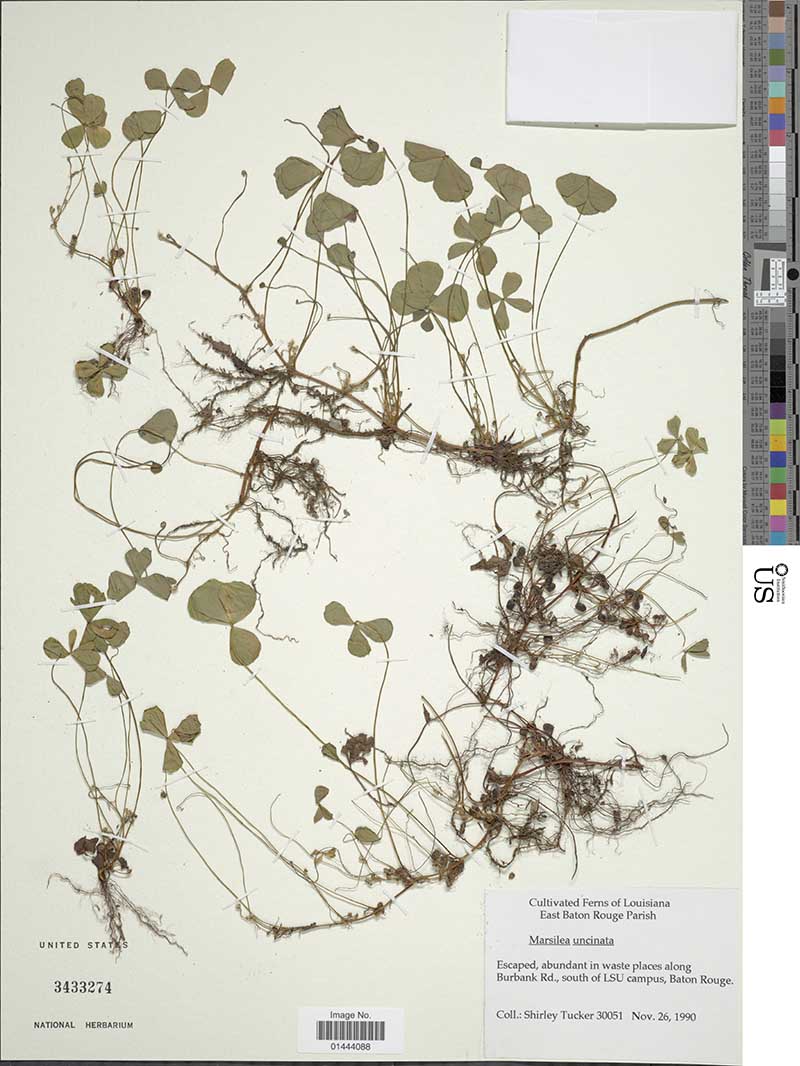 Cultivated Ferns of Louisiana
East Baton Rouge Parish
Marsilea uncinata
Escaped, abundant in waste places along
Burbank Rd., south of LSU campus, Baton Rouge.
Coll.: Shirley Tucker 30051 Nov. 26, 1990
UNITED STATES
3433274
NATIONAL HERBARIUM
Image No.
01444088
US